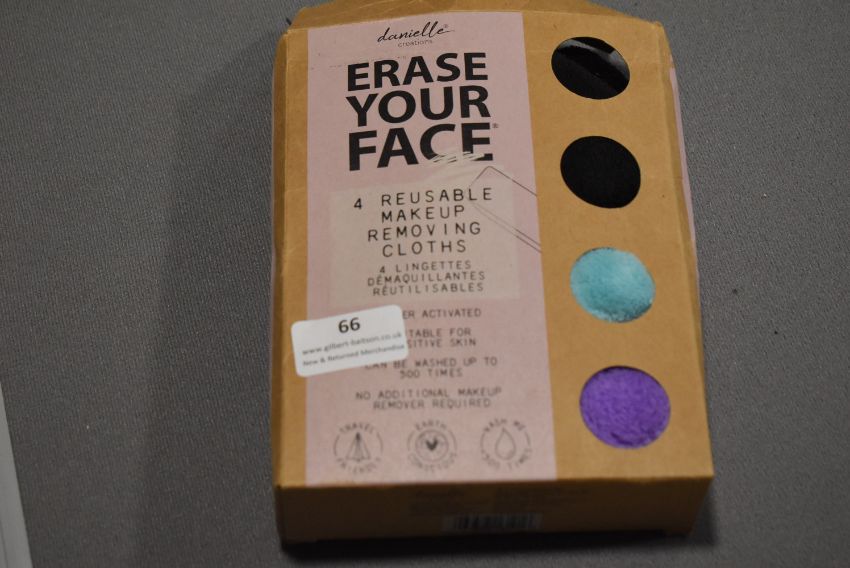 danielle®
creations
ERASE
YOUR
FACE®
4 REUSABLE
MAKEUP
REMOVING
CLOTHS
4 LINGETTES
DÉMAQUILLANTES
RÉUTILISABLES
ER ACTIVATED
TABLE FOR
SITIVE SKIN
CAN BE WASHED UP TO
500 TIMES
NO ADDITIONAL MAKEUP
REMOVER REQUIRED
66
www.gilbert-baitson.co.uk
New & Returned Merchandise
TRAVEL
FRIENDLY
EARTH
CONSCIOUS
WASH ME
500 TIMES